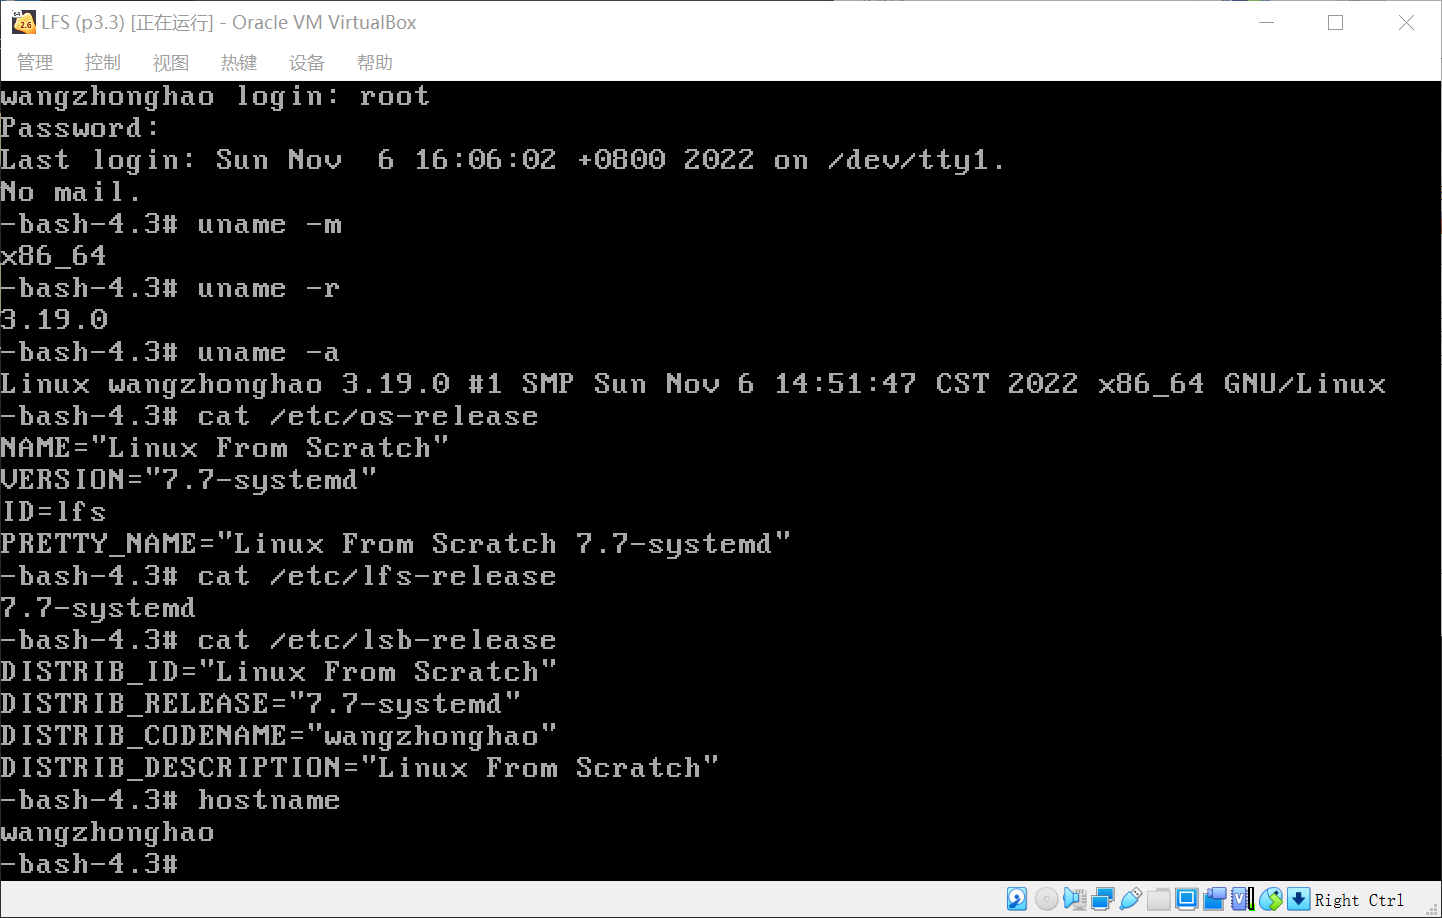 LFS (p3.3) [正在运行] - Oracle VM VirtualBox
管理 控制 视图 热键 设备 帮助
wangzhonghao login: root
Password:
Last login: Sun Nov  6 16:06:02 +0800 2022 on /dev/tty1.
No mail.
-bash-4.3# uname -m
x86_64
-bash-4.3# uname -r
3.19.0
-bash-4.3# uname -a
Linux wangzhonghao 3.19.0 #1 SMP Sun Nov 6 14:51:47 CST 2022 x86_64 GNU/Linux
-bash-4.3# cat /etc/os-release
NAME="Linux From Scratch"
VERSION="7.7-systemd"
ID=lfs
PRETTY_NAME="Linux From Scratch 7.7-systemd"
-bash-4.3# cat /etc/lfs-release
7.7-systemd
-bash-4.3# cat /etc/lsb-release
DISTRIB_ID="Linux From Scratch"
DISTRIB_RELEASE="7.7-systemd"
DISTRIB_CODENAME="wangzhonghao"
DISTRIB_DESCRIPTION="Linux From Scratch"
-bash-4.3# hostname
wangzhonghao
-bash-4.3#
Right Ctrl